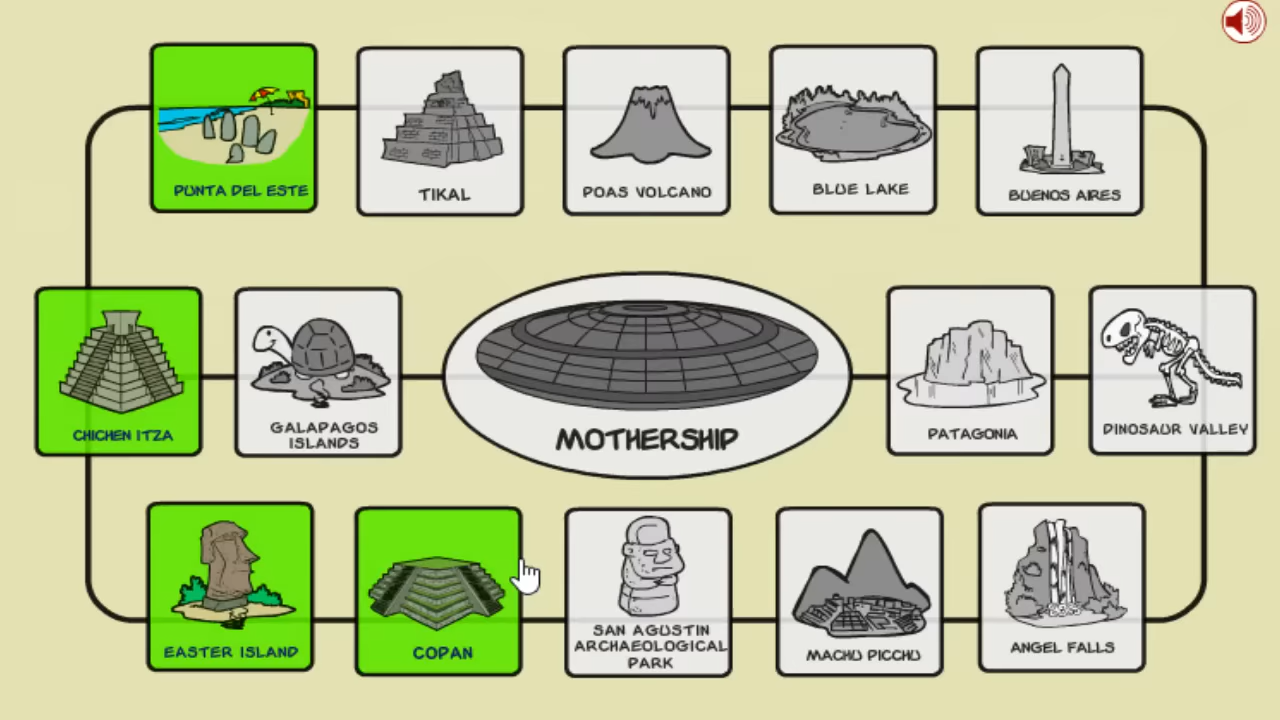 PUNTA DEL ESTE
TIKAL
POAS VOLCANO
BLUE LAKE
BUENOS AIRES
CHICHEN ITZA
GALAPAGOS
ISLANDS
MOTHERSHIP
PATAGONIA
DINOSAUR VALLEY
EASTER ISLAND
COPAN
SAN AGUSTIN
ARCHAEOLOGICAL
PARK
MACHU PICCHU
ANGEL FALLS